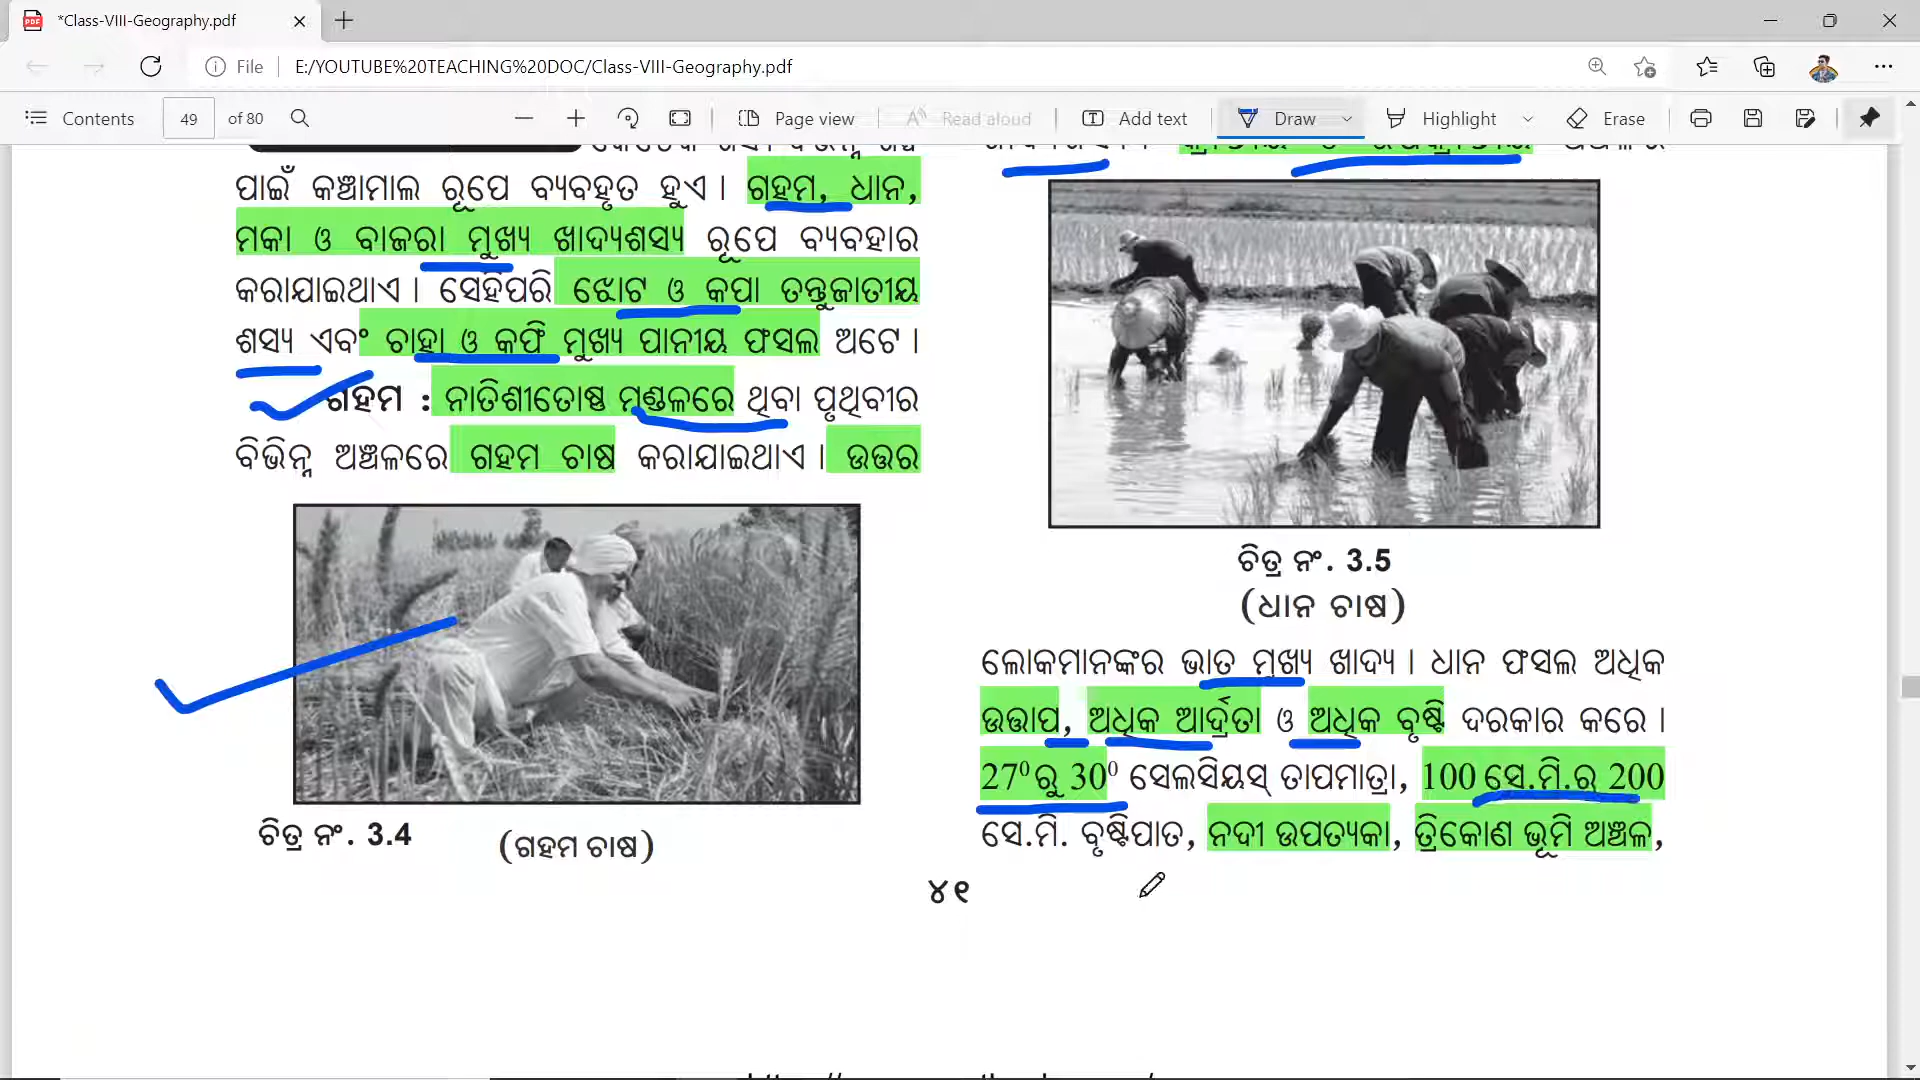 *Class-VIII-Geography.pdf
File E:/YOUTUBE%20TEACHING%20DOC/Class-VIII-Geography.pdf
Contents 49 of 80 Page view Read aloud Add text Draw Highlight Erase
ପାଇଁ କଞ୍ଚାମାଲ ରୂପେ ବ୍ୟବହୃତ ହୁଏ । ଗହମ, ଧାନ,
ମକା ଓ ବାଜରା ମୁଖ୍ୟ ଖାଦ୍ୟଶସ୍ୟ ରୂପେ ବ୍ୟବହାର
କରାଯାଇଥାଏ । ସେହିପରି ଝୋଟ ଓ କପା ତନ୍ତୁଜାତୀୟ
ଶସ୍ୟ ଏବଂ ଚାହା ଓ କଫି ମୁଖ୍ୟ ପାନୀୟ ଫସଲ ଅଟେ ।
ଗହମ : ନାତିଶୀତୋଷ୍ଣ ମଣ୍ଡଳରେ ଥିବା ପୃଥିବୀର
ବିଭିନ୍ନ ଅଞ୍ଚଳରେ ଗହମ ଚାଷ କରାଯାଇଥାଏ । ଉତ୍ତର
ଚିତ୍ର ନଂ. 3.4 (ଗହମ ଚାଷ)
ଚିତ୍ର ନଂ. 3.5
(ଧାନ ଚାଷ)
ଲୋକମାନଙ୍କର ଭାତ ମୁଖ୍ୟ ଖାଦ୍ୟ । ଧାନ ଫସଲ ଅଧିକ
ଉତ୍ତାପ, ଅଧିକ ଆର୍ଦ୍ରତା ଓ ଅଧିକ ବୃଷ୍ଟି ଦରକାର କରେ ।
27⁰ରୁ 30⁰ ସେଲସିୟସ୍ ତାପମାତ୍ରା, 100 ସେ.ମି.ରୁ 200
ସେ.ମି. ବୃଷ୍ଟିପାତ, ନଦୀ ଉପତ୍ୟକା, ତ୍ରିକୋଣ ଭୂମି ଅଞ୍ଚଳ,
୪୧